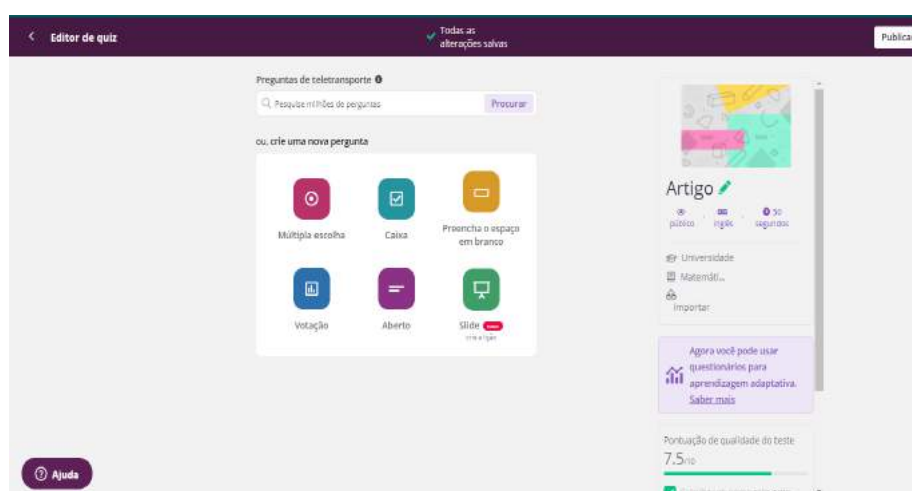 Editor de quiz
Todas as
alterações salvas
Preguntas de teletransporte
Pesquise milhões de perguntas
Procurar
ou, crie uma nova pergunta
Múltipla escolha
Caixa
Preencha o espaço
em branco
Votação
Aberto
Slide
Artigo
público
inglês
30
segundos
Universidade
Matemáti...
Importar
Agora você pode usar
questionários para
aprendizagem adaptativa.
Saber mais
Pontuação de qualidade do teste
7.5/10
Ajuda